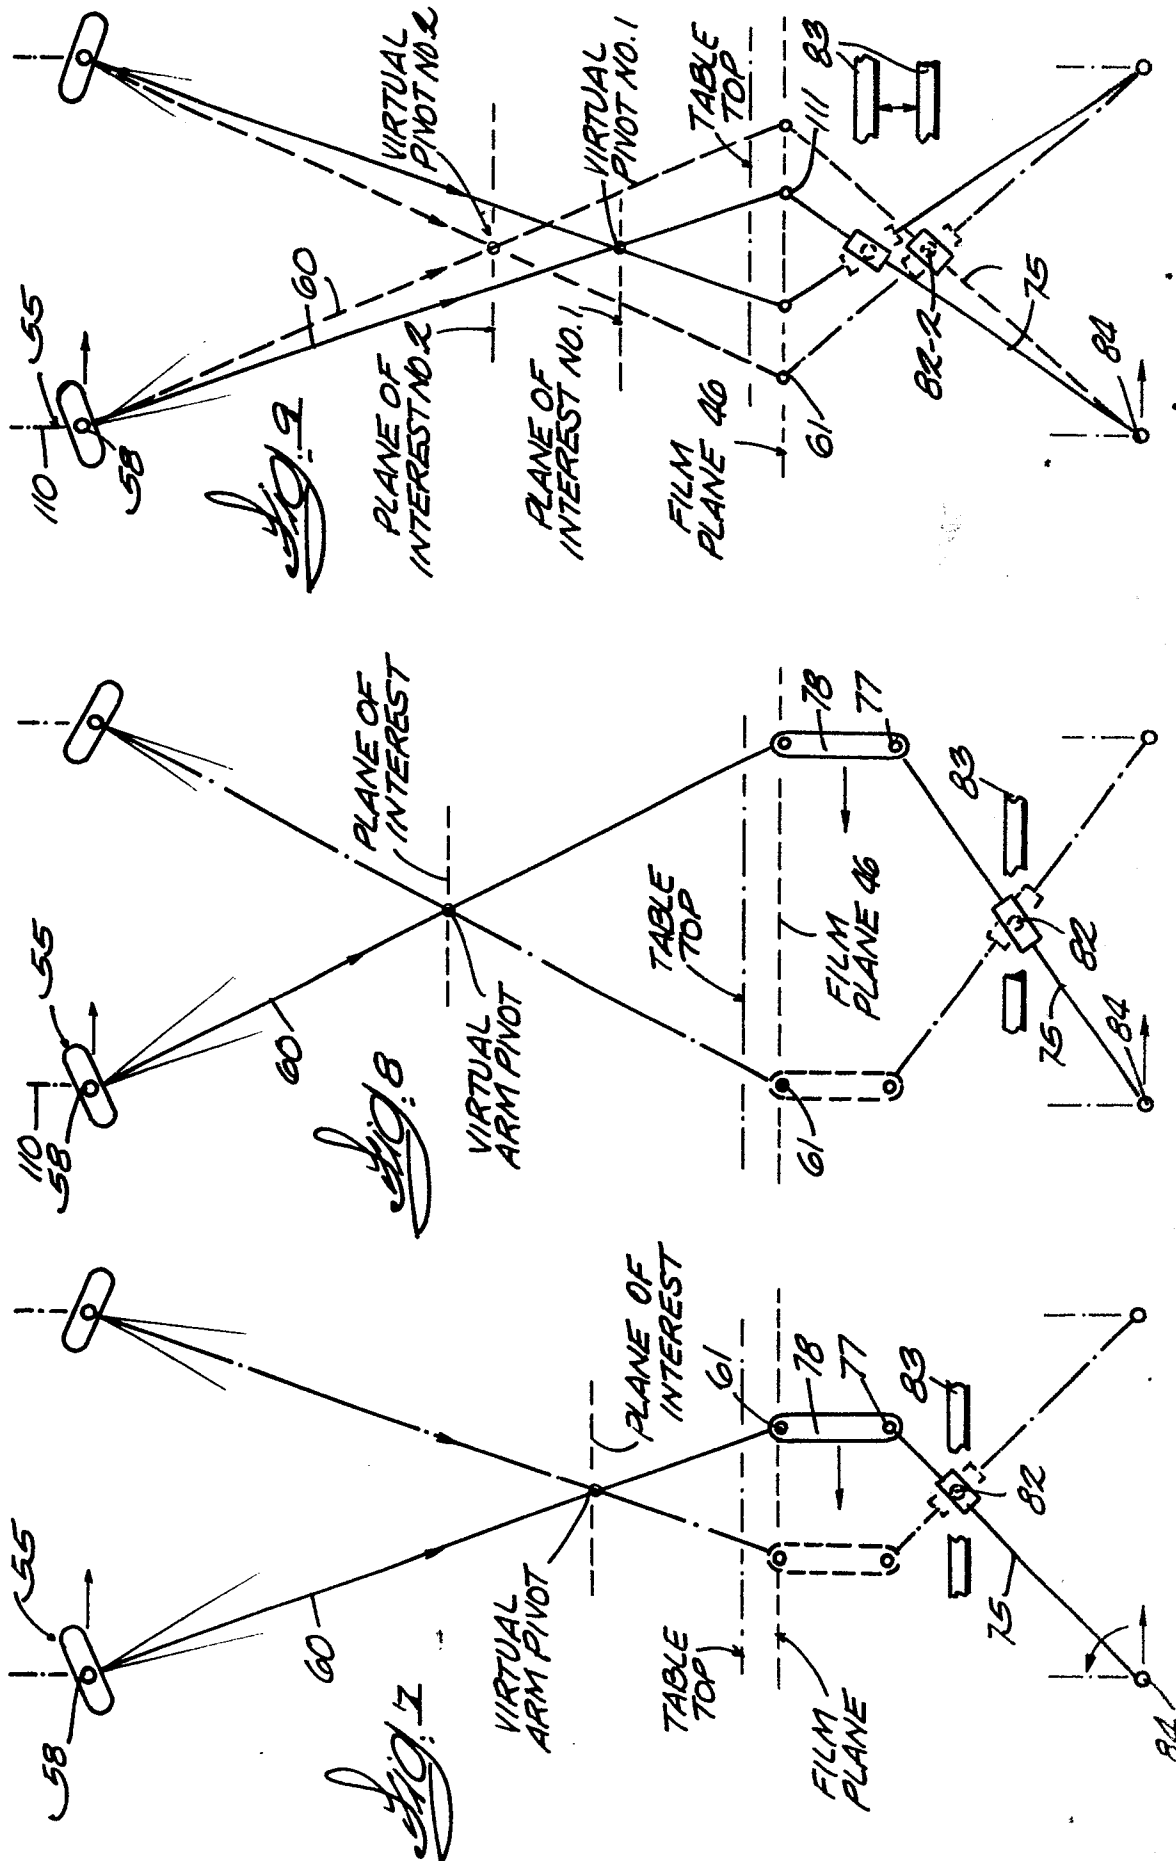 55
58
60
VIRTUAL
ARM PIVOT
PLANE OF
INTEREST
TABLE
TOP
61
FILM
PLANE
78
77
83
82
75
84
Fig. 7
110
58
55
60
PLANE OF
INTEREST
VIRTUAL
ARM PIVOT
TABLE
TOP
61
FILM
PLANE 46
78
77
83
82
75
84
Fig. 8
110
55
58
60
VIRTUAL
PIVOT NO. 2
PLANE OF
INTEREST NO. 2
VIRTUAL
PIVOT NO. 1
PLANE OF
INTEREST NO. 1
TABLE
TOP
FILM
PLANE 46
61
111
83
82-2
75
84
Fig. 9